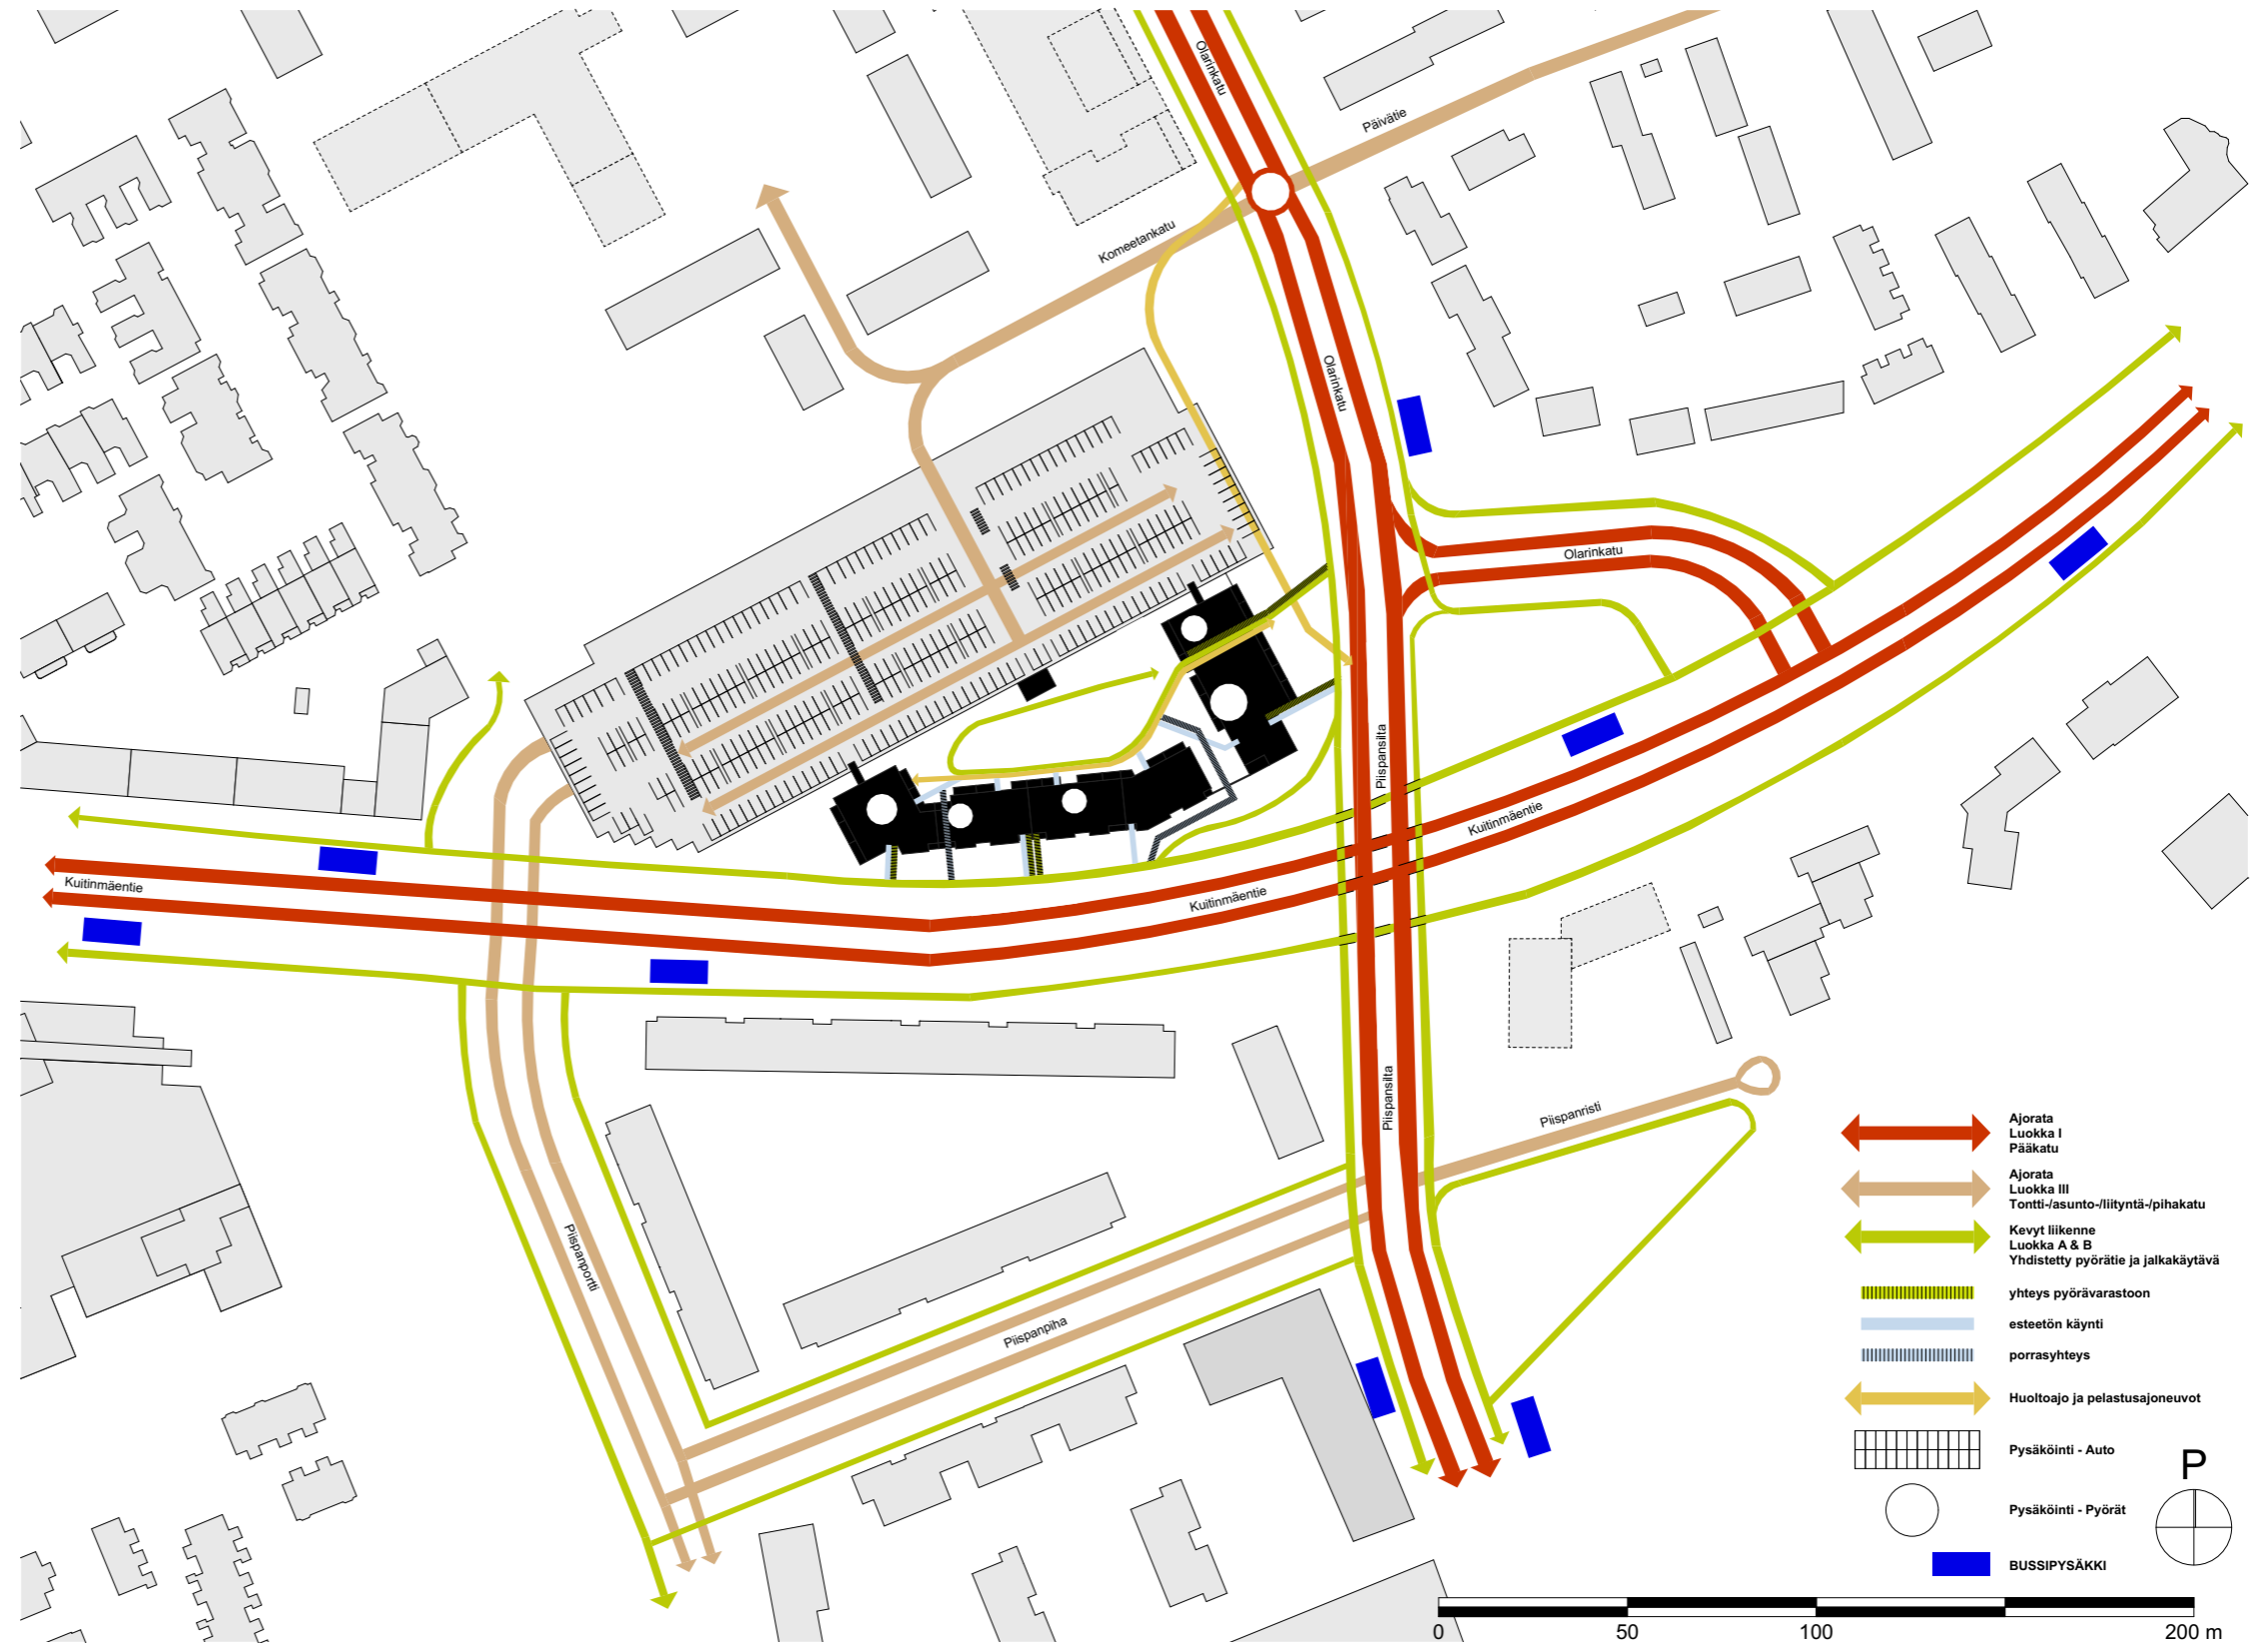 Olarinkatu
Päivätie
Komeetankatu
Olarinkatu
Olarinkatu
Piispansilta
Kuitinmäentie
Kuitinmäentie
Kuitinmäentie
Piispansilta
Piispanristi
Piispanportti
Piispanpiha
Ajorata
Luokka I
Pääkatu
Ajorata
Luokka III
Tontti-/asunto-/liityntä-/pihakatu
Kevyt liikenne
Luokka A & B
Yhdistetty pyörätie ja jalkakäytävä
yhteys pyörävarastoon
esteetön käynti
porrasyhteys
Huoltoajo ja pelastusajoneuvot
Pysäköinti - Auto
P
Pysäköinti - Pyörät
BUSSIPYSÄKKI
0 50 100 200 m